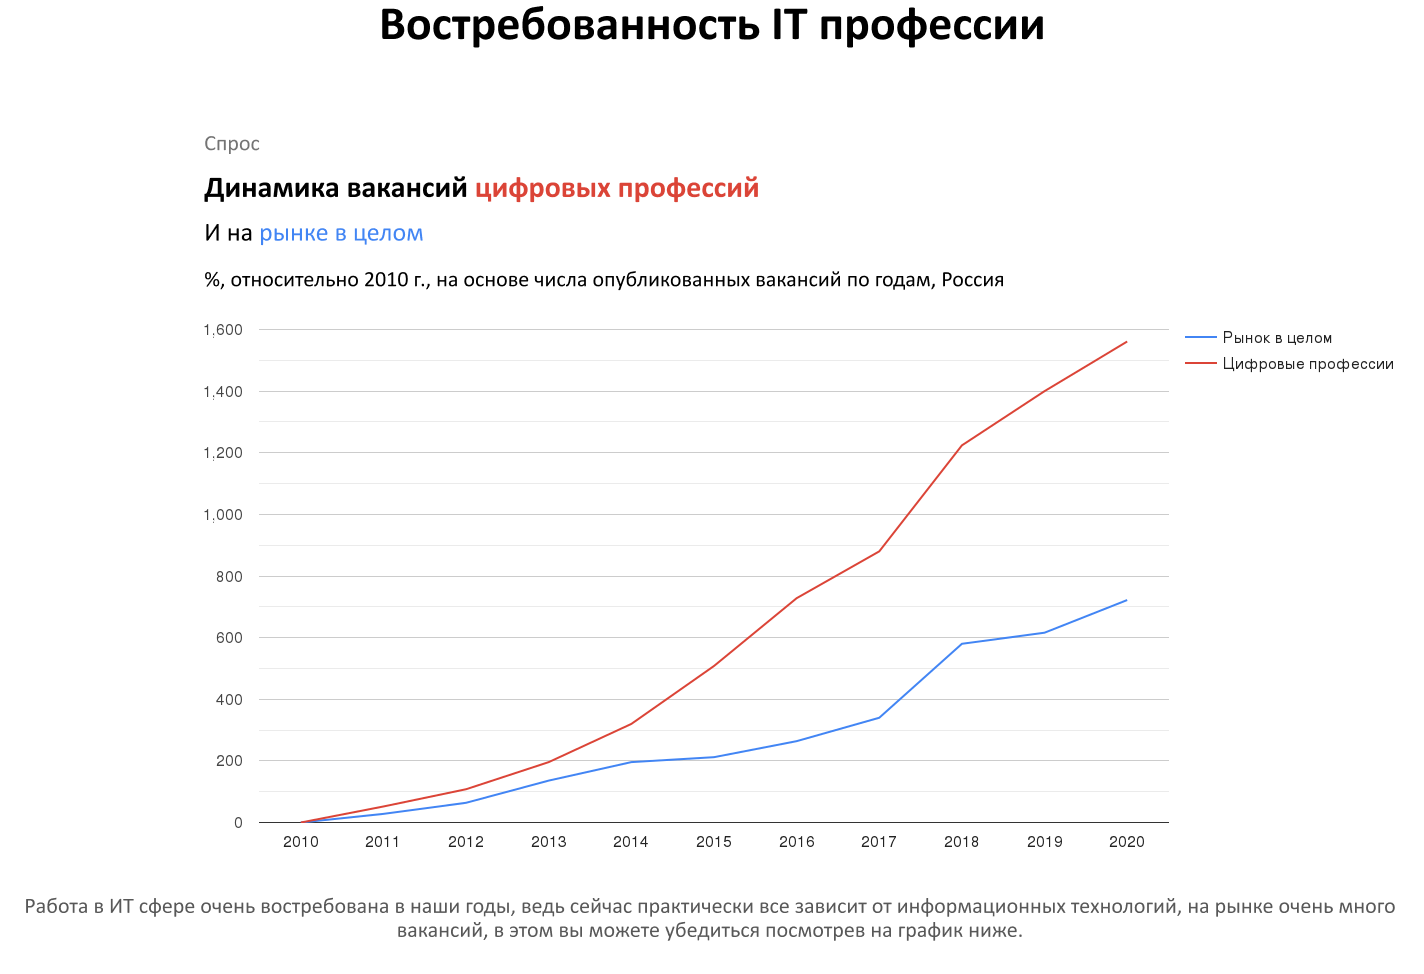 Востребованность IT профессии
Спрос
Динамика вакансий цифровых профессий
И на рынке в целом
%, относительно 2010 г., на основе числа опубликованных вакансий по годам, Россия
1,600
1,400
1,200
1,000
800
600
400
200
0
2010 2011 2012 2013 2014 2015 2016 2017 2018 2019 2020
Рынок в целом
Цифровые профессии
Работа в ИТ сфере очень востребована в наши годы, ведь сейчас практически все зависит от информационных технологий, на рынке очень много
вакансий, в этом вы можете убедиться посмотрев на график ниже.